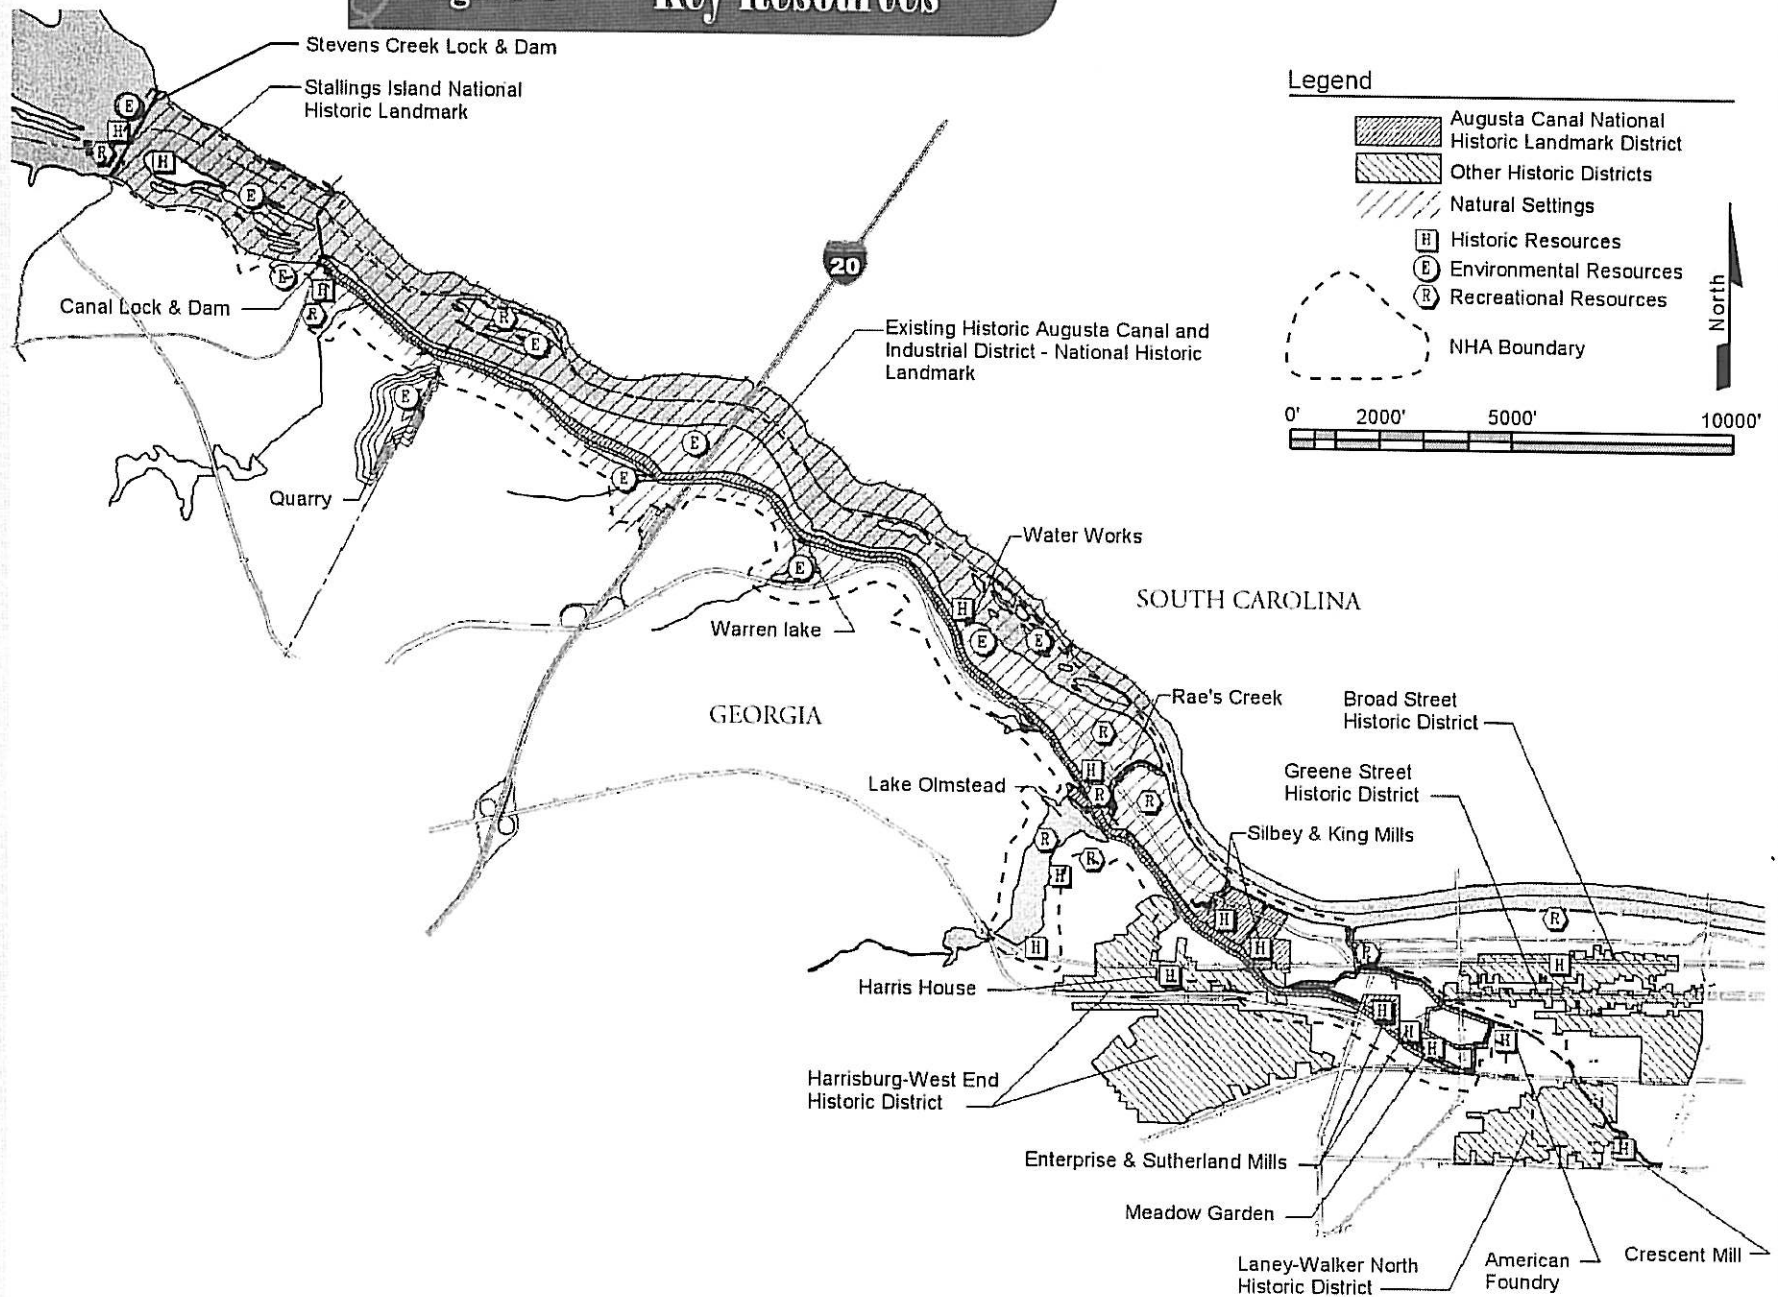 Key Resources
Stevens Creek Lock & Dam
Stallings Island National
Historic Landmark
Legend
Augusta Canal National
Historic Landmark District
Other Historic Districts
Natural Settings
H Historic Resources
E Environmental Resources
R Recreational Resources
NHA Boundary
North
0' 2000' 5000' 10000'
20
Canal Lock & Dam
Existing Historic Augusta Canal and
Industrial District - National Historic
Landmark
Quarry
Water Works
SOUTH CAROLINA
Warren lake
GEORGIA
Rae's Creek
Broad Street
Historic District
Lake Olmstead
Greene Street
Historic District
Silbey & King Mills
Harris House
Harrisburg-West End
Historic District
Enterprise & Sutherland Mills
Meadow Garden
Laney-Walker North
Historic District
American
Foundry
Crescent Mill